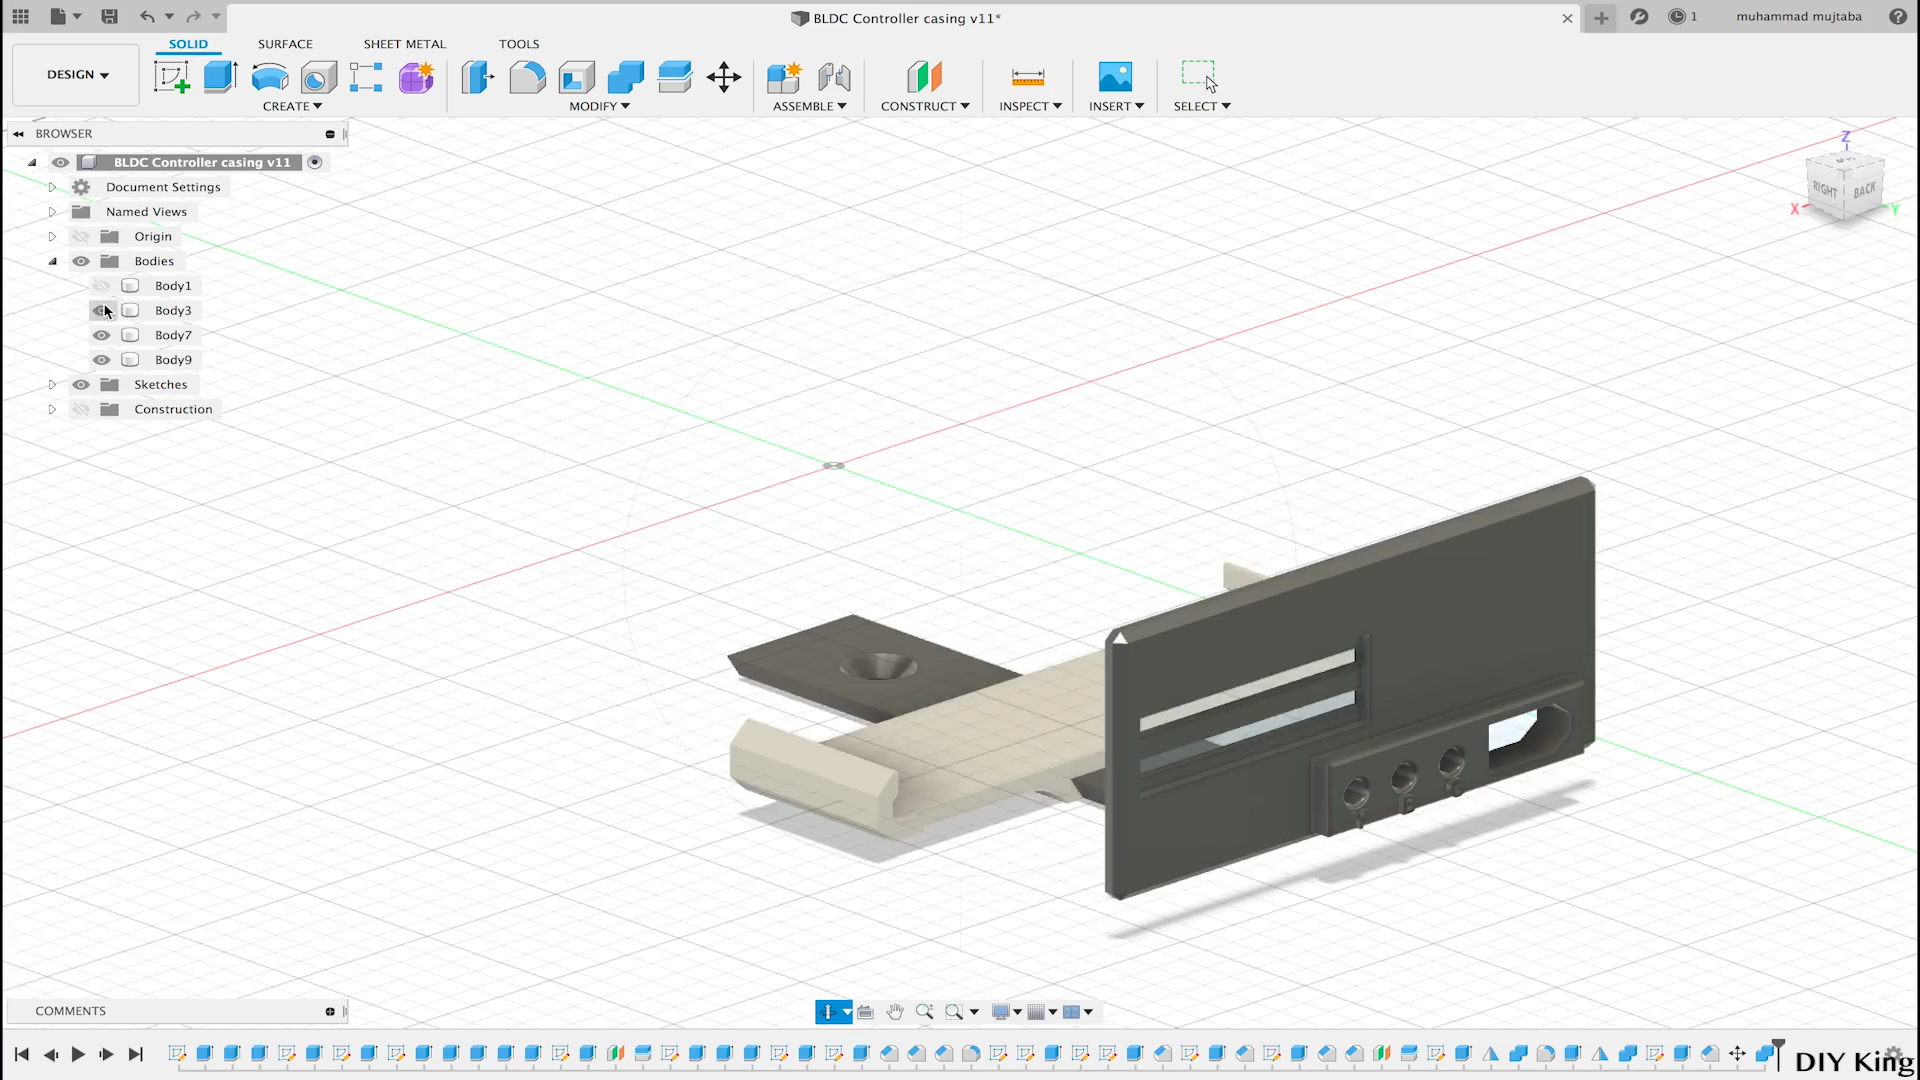 BLDC Controller casing v11*
1
muhammad mujtaba
DESIGN
SOLID
SURFACE
SHEET METAL
TOOLS
CREATE
MODIFY
ASSEMBLE
CONSTRUCT
INSPECT
INSERT
SELECT
BROWSER
BLDC Controller casing v11
Document Settings
Named Views
Origin
Bodies
Body1
Body3
Body7
Body9
Sketches
Construction
Z
RIGHT
BACK
X
Y
Y B G
COMMENTS
DIY King